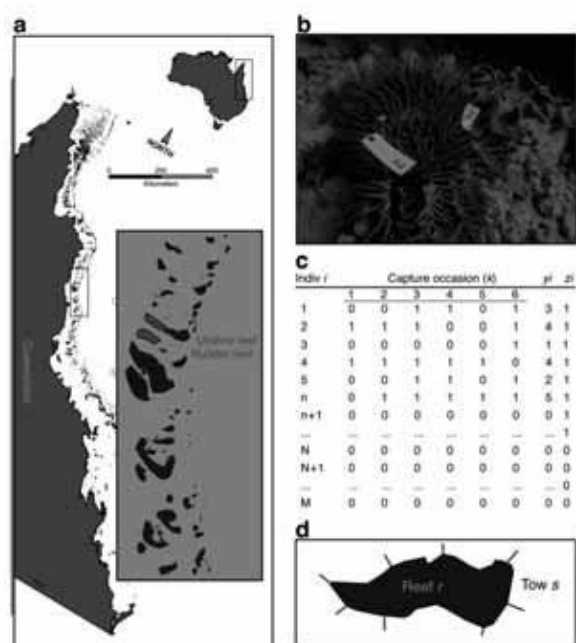 a
NORTH
0 200 400
Kilometers
Queensland
b
c
Indiv i Capture occasion (k) yi zi
1 2 3 4 5 6
1 0 0 1 1 0 1 3 1
2 1 1 1 0 0 1 4 1
3 0 0 0 0 0 1 1 1
4 1 1 1 1 1 0 4 1
5 0 0 1 1 0 1 2 1
n 0 1 1 1 1 1 5 1
n+1 0 0 0 0 0 0 0 1
... ... ... ... ... ... ... ... 1
N 0 0 0 0 0 0 0 0
N+1 0 0 0 0 0 0 0 0
... ... ... ... ... ... ... ... 0
M 0 0 0 0 0 0 0 0
d
Reef r
Tow s